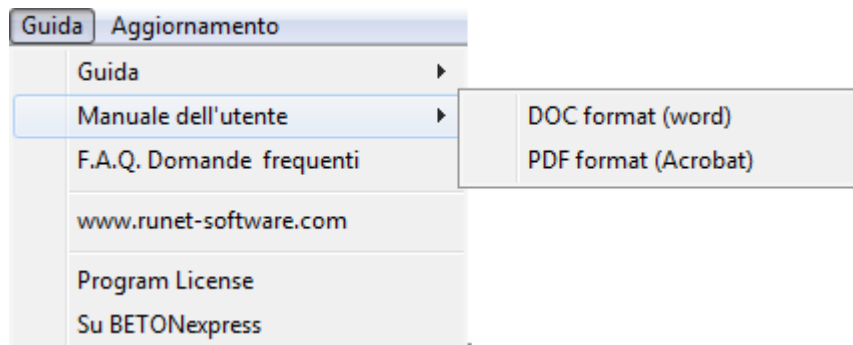 Guida Aggiornamento
Guida
Manuale dell'utente
DOC format (word)
F.A.Q. Domande frequenti
PDF format (Acrobat)
www.runet-software.com
Program License
Su BETONexpress